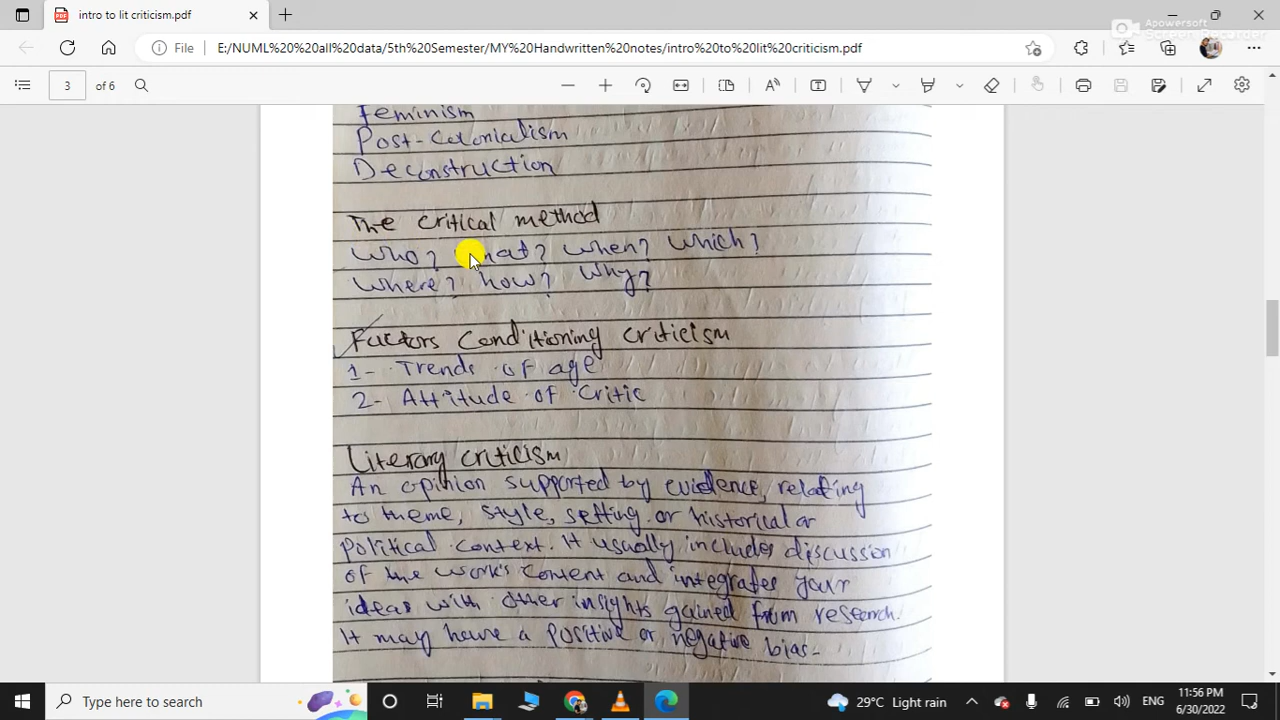 intro to lit criticism.pdf
Apowersoft
Screen Recorder
File E:/NUML%20%20all%20data/5th%20Semester/MY%20Handwritten%20notes/intro%20to%20lit%20criticism.pdf
3 of 6
Feminism
Post-Colonialism
Deconstruction
The critical method
Who? What? when? which?
Where? how? Why?
Factors Conditioning criticism
1- Trends of age
2- Attitude of Critic
Literary criticism
An opinion supported by evidence, relating
to theme, style, setting or historical or
political context. It usually includes discussion
of the work's content and integrates your
ideas with other insights gained from research.
It may have a positive or negative bias-
Type here to search
29°C Light rain
ENG
11:56 PM
6/30/2022